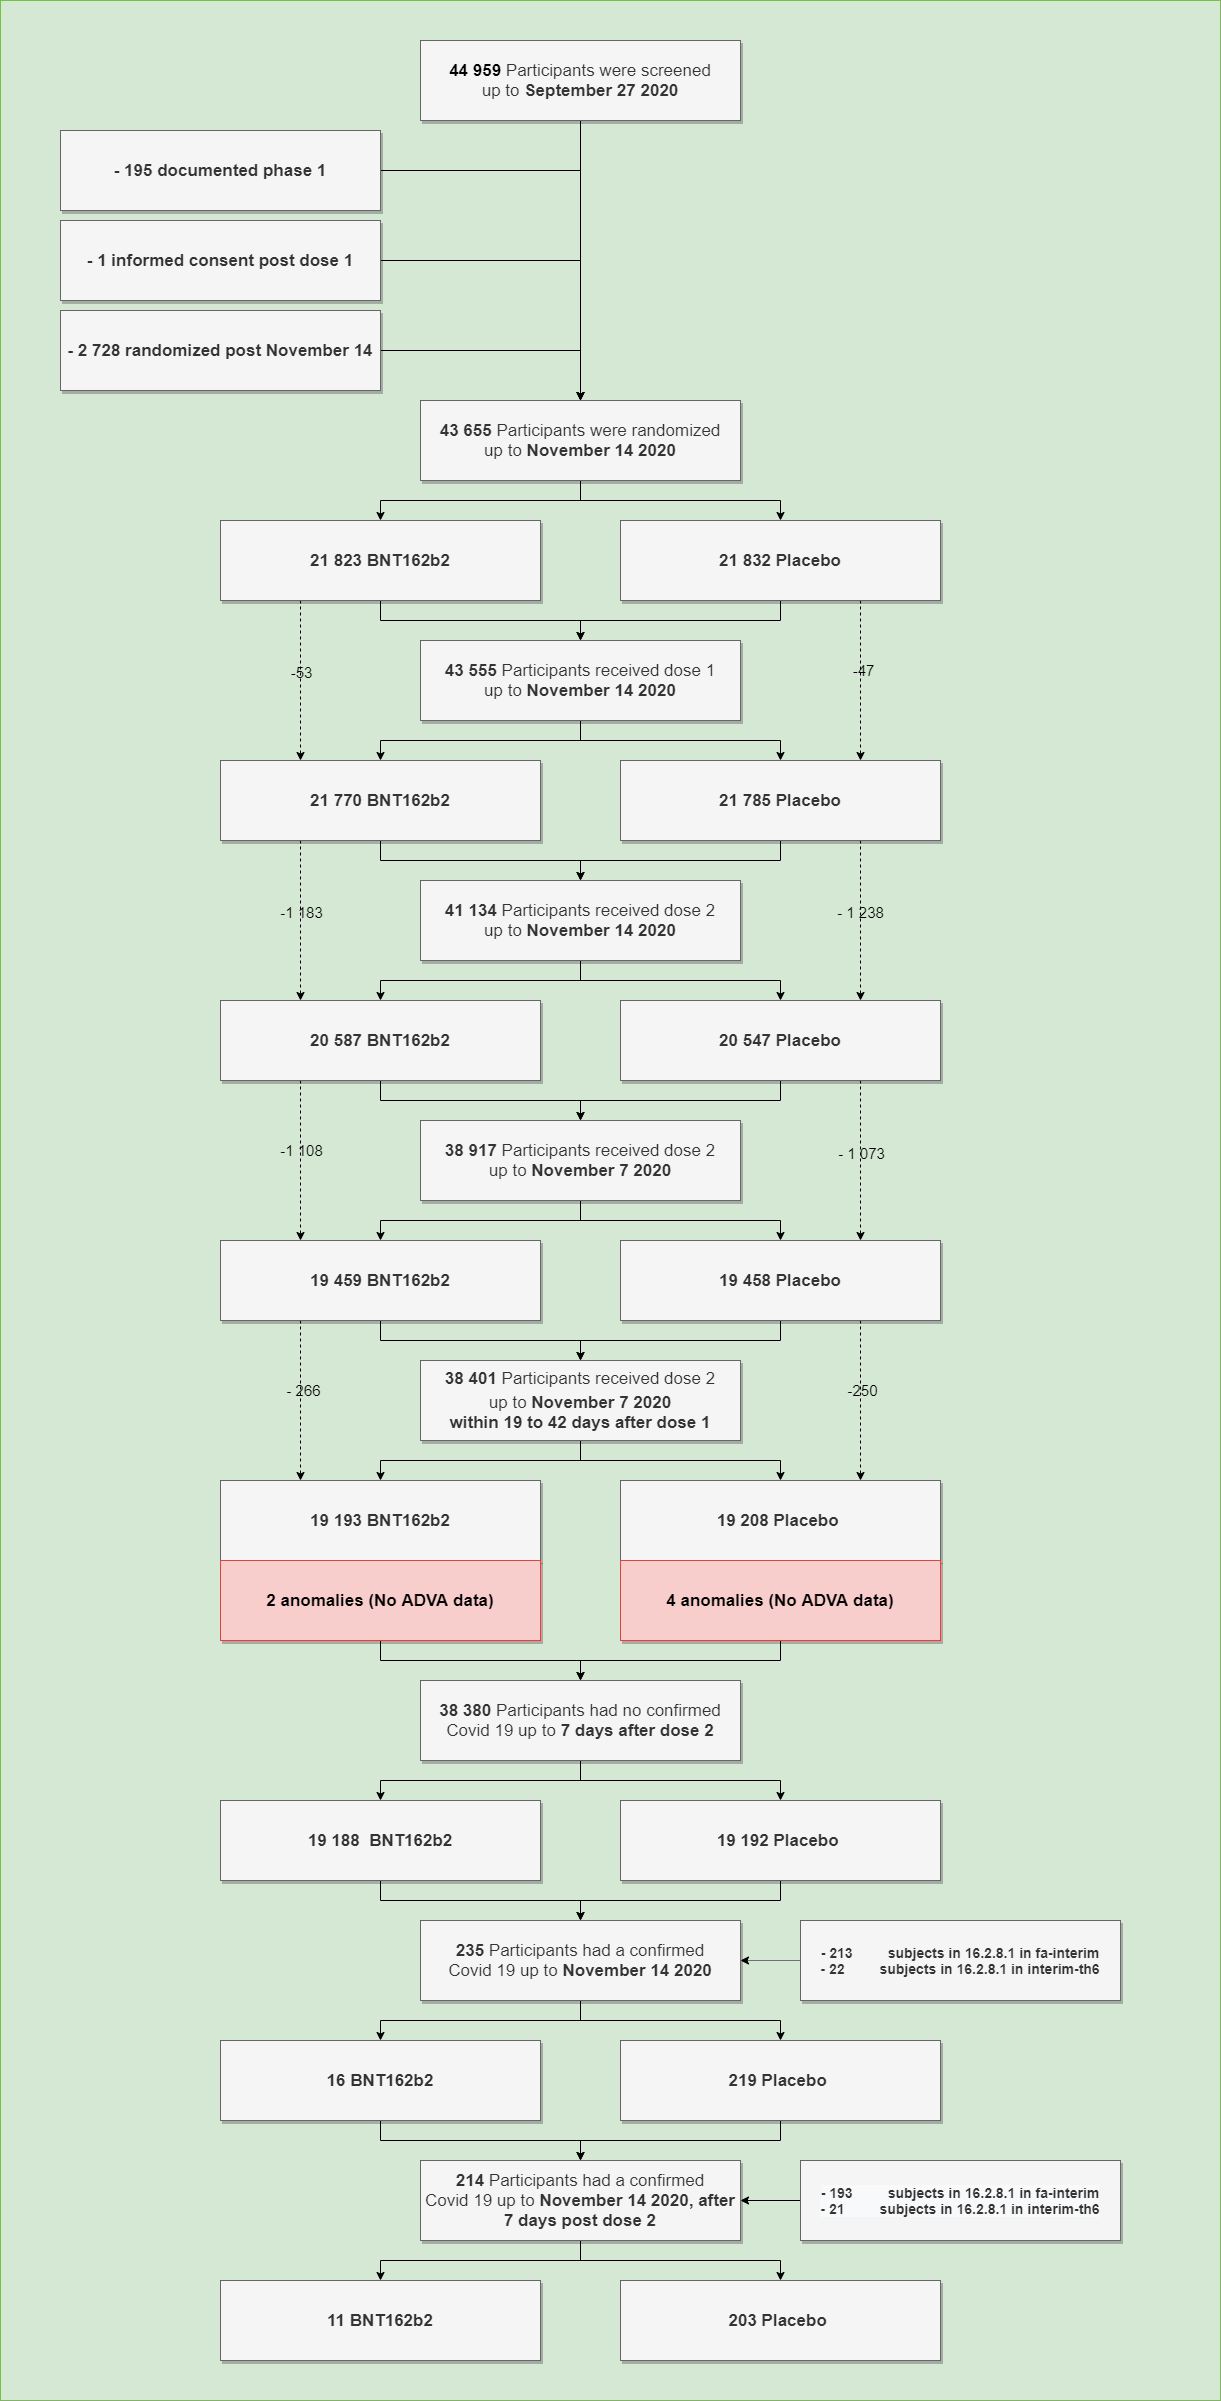 44 959 Participants were screened
up to September 27 2020
- 195 documented phase 1
- 1 informed consent post dose 1
- 2 728 randomized post November 14
43 655 Participants were randomized
up to November 14 2020
21 823 BNT162b2
21 832 Placebo
43 555 Participants received dose 1
up to November 14 2020
-53
-47
21 770 BNT162b2
21 785 Placebo
41 134 Participants received dose 2
up to November 14 2020
-1 183
- 1 238
20 587 BNT162b2
20 547 Placebo
38 917 Participants received dose 2
up to November 7 2020
-1 108
- 1 073
19 459 BNT162b2
19 458 Placebo
38 401 Participants received dose 2
up to November 7 2020
within 19 to 42 days after dose 1
- 266
-250
19 193 BNT162b2
19 208 Placebo
2 anomalies (No ADVA data)
4 anomalies (No ADVA data)
38 380 Participants had no confirmed
Covid 19 up to 7 days after dose 2
19 188 BNT162b2
19 192 Placebo
235 Participants had a confirmed
Covid 19 up to November 14 2020
- 213 subjects in 16.2.8.1 in fa-interim
- 22 subjects in 16.2.8.1 in interim-th6
16 BNT162b2
219 Placebo
214 Participants had a confirmed
Covid 19 up to November 14 2020, after
7 days post dose 2
- 193 subjects in 16.2.8.1 in fa-interim
- 21 subjects in 16.2.8.1 in interim-th6
11 BNT162b2
203 Placebo